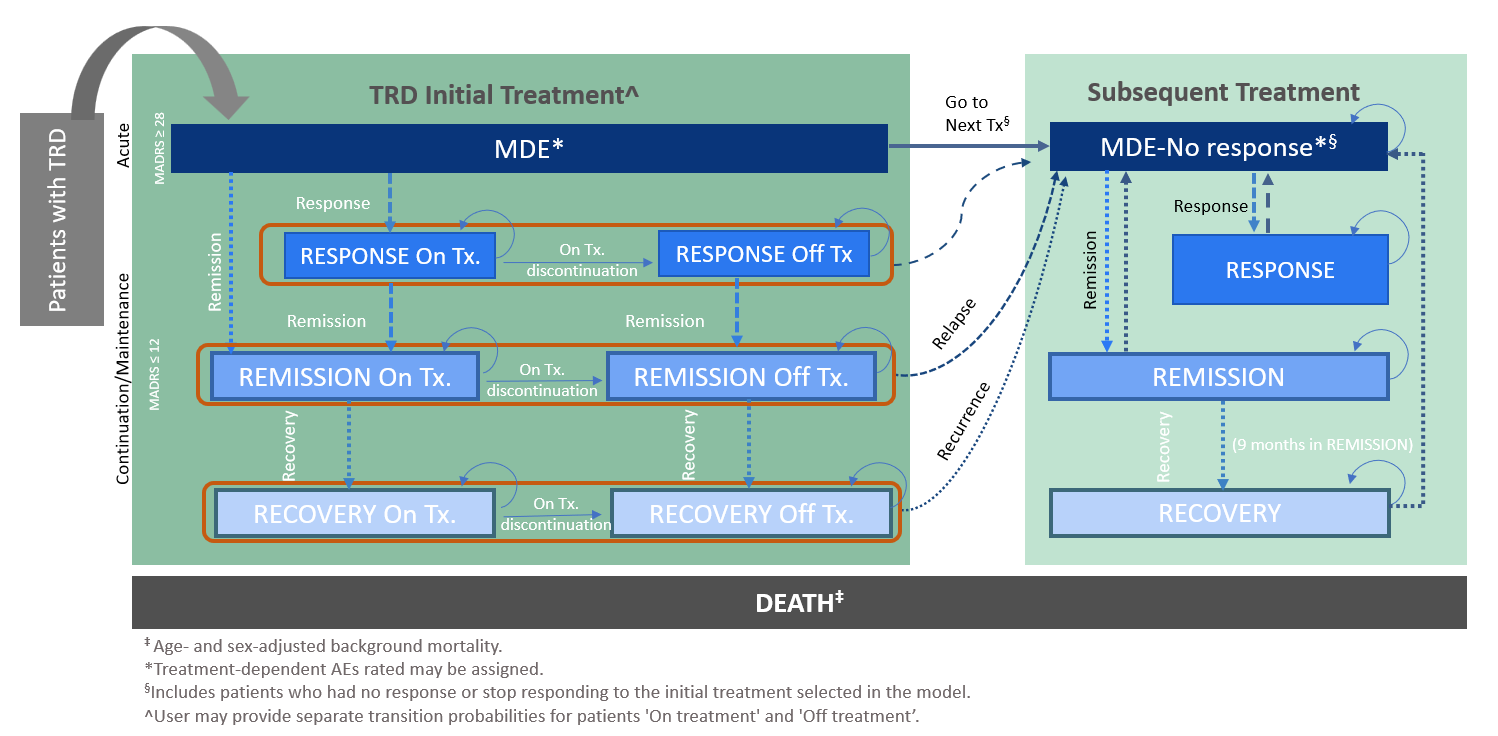 Patients with TRD
Acute
Continuation/Maintenance
MADRS ≥ 28
MADRS ≤ 12
TRD Initial Treatment^
MDE*
Response
Remission
RESPONSE On Tx.
On Tx.
discontinuation
RESPONSE Off Tx
Remission
Remission
REMISSION On Tx.
On Tx.
discontinuation
REMISSION Off Tx.
Recovery
Recovery
RECOVERY On Tx.
On Tx.
discontinuation
RECOVERY Off Tx.
Go to
Next Tx§
Relapse
Recurrence
Subsequent Treatment
MDE-No response*§
Response
Remission
RESPONSE
REMISSION
Recovery
(9 months in REMISSION)
RECOVERY
DEATH‡
‡ Age- and sex-adjusted background mortality.
*Treatment-dependent AEs rated may be assigned.
§Includes patients who had no response or stop responding to the initial treatment selected in the model.
^User may provide separate transition probabilities for patients 'On treatment' and 'Off treatment’.